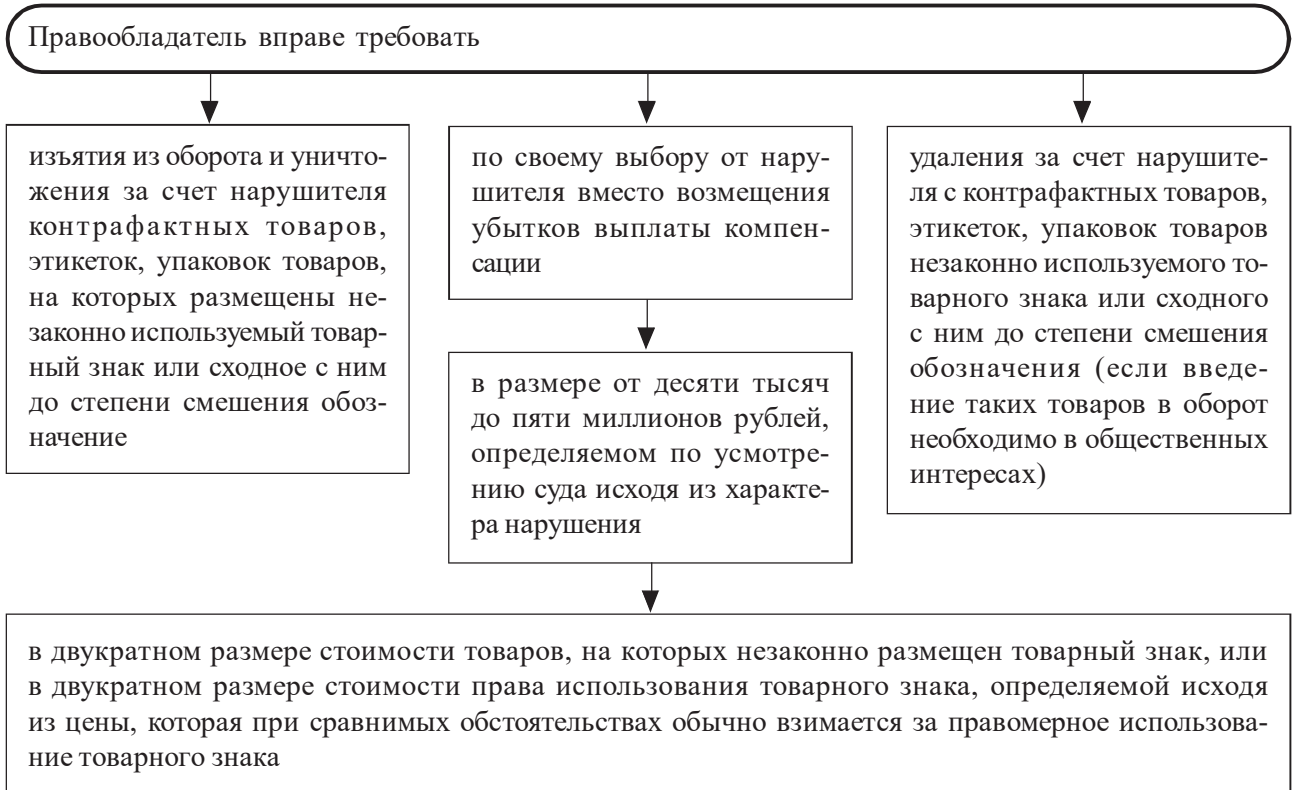 Правообладатель вправе требовать
изъятия из оборота и уничто-
жения за счет нарушителя
контрафактных товаров,
этикеток, упаковок товаров,
на которых размещены не-
законно используемый товар-
ный знак или сходное с ним
до степени смешения обоз-
начение
по своему выбору от нару-
шителя вместо возмещения
убытков выплаты компен-
сации
в размере от десяти тысяч
до пяти миллионов рублей,
определяемом по усмотре-
нию суда исходя из характе-
ра нарушения
удаления за счет нарушите-
ля с контрафактных товаров,
этикеток, упаковок товаров
незаконно используемого то-
варного знака или сходного
с ним до степени смешения
обозначения (если введе-
ние таких товаров в оборот
необходимо в общественных
интересах)
в двукратном размере стоимости товаров, на которых незаконно размещен товарный знак, или
в двукратном размере стоимости права использования товарного знака, определяемой исходя
из цены, которая при сравнимых обстоятельствах обычно взимается за правомерное использова-
ние товарного знака